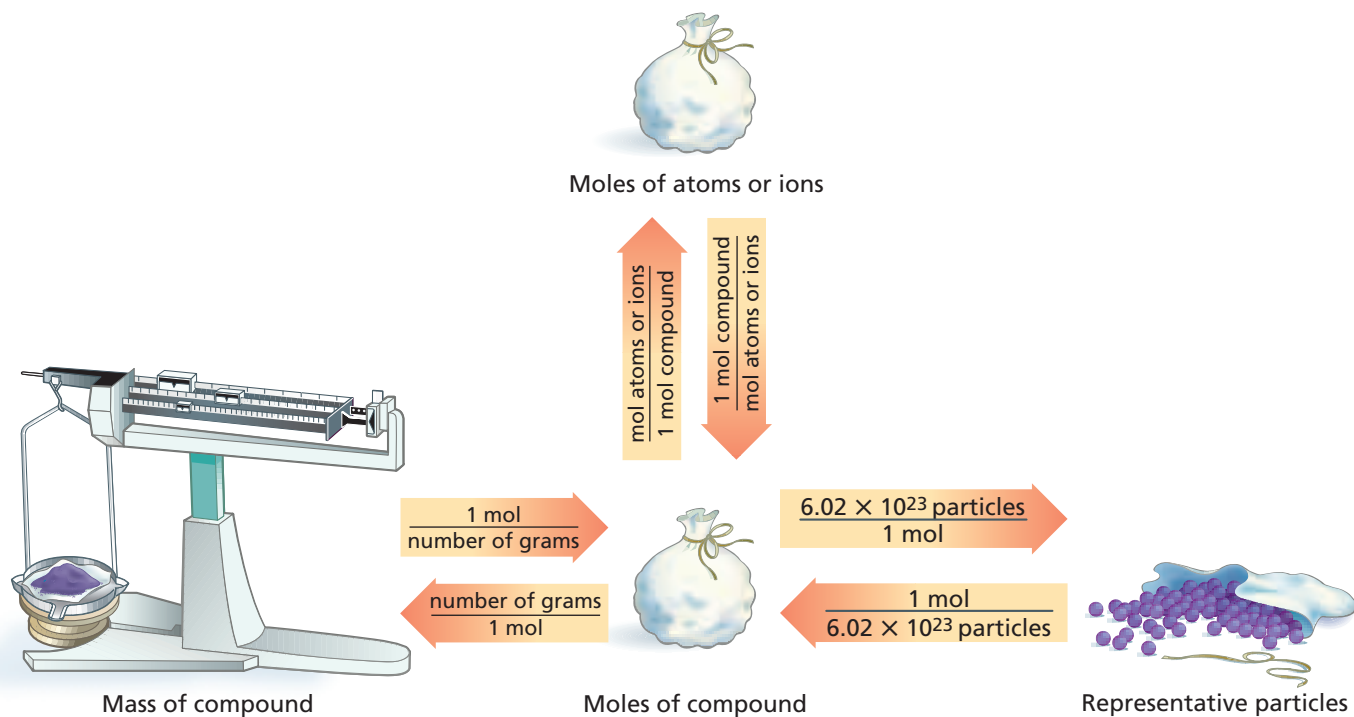 Moles of atoms or ions
mol atoms or ions
1 mol compound
1 mol compound
mol atoms or ions
1 mol
number of grams
6.02 × 10²³ particles
1 mol
number of grams
1 mol
1 mol
6.02 × 10²³ particles
Mass of compound
Moles of compound
Representative particles